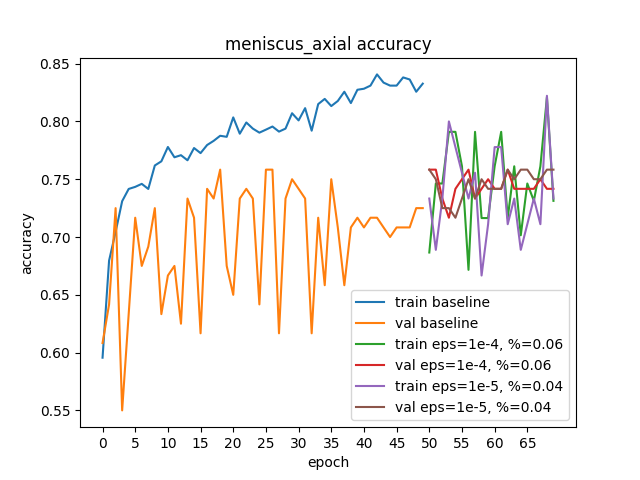 meniscus_axial accuracy
0.85
0.80
0.75
0.70
0.65
0.60
0.55
accuracy
train baseline
val baseline
train eps=1e-4, %=0.06
val eps=1e-4, %=0.06
train eps=1e-5, %=0.04
val eps=1e-5, %=0.04
0 5 10 15 20 25 30 35 40 45 50 55 60 65
epoch